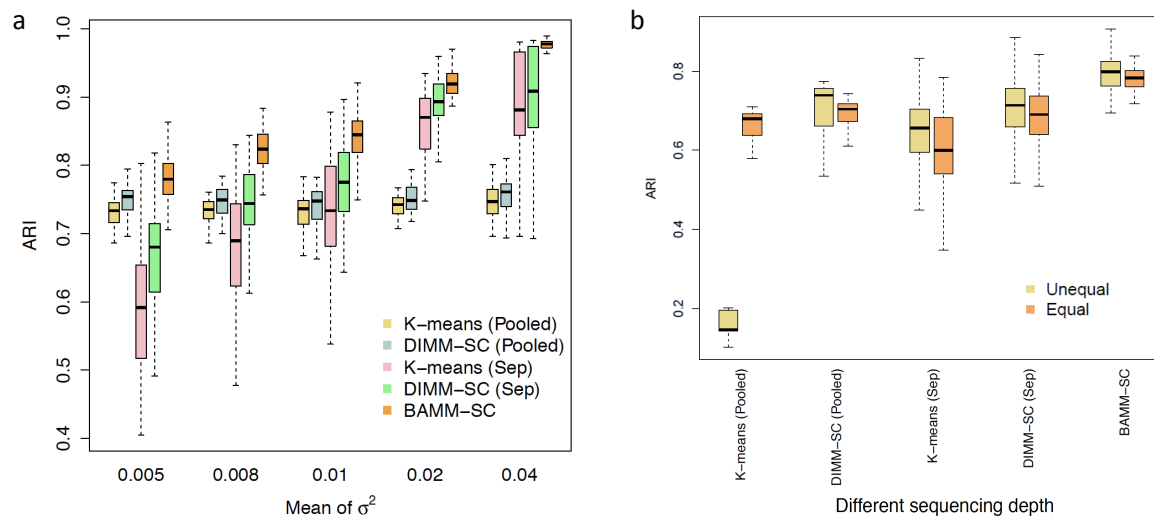 a
ARI
1.0
0.9
0.8
0.7
0.6
0.5
0.4
K−means (Pooled)
DIMM−SC (Pooled)
K−means (Sep)
DIMM−SC (Sep)
BAMM−SC
0.005 0.008 0.01 0.02 0.04
Mean of σ²
b
ARI
0.8
0.6
0.4
0.2
Unequal
Equal
K−means (Pooled)
DIMM−SC (Pooled)
K−means (Sep)
DIMM−SC (Sep)
BAMM−SC
Different sequencing depth